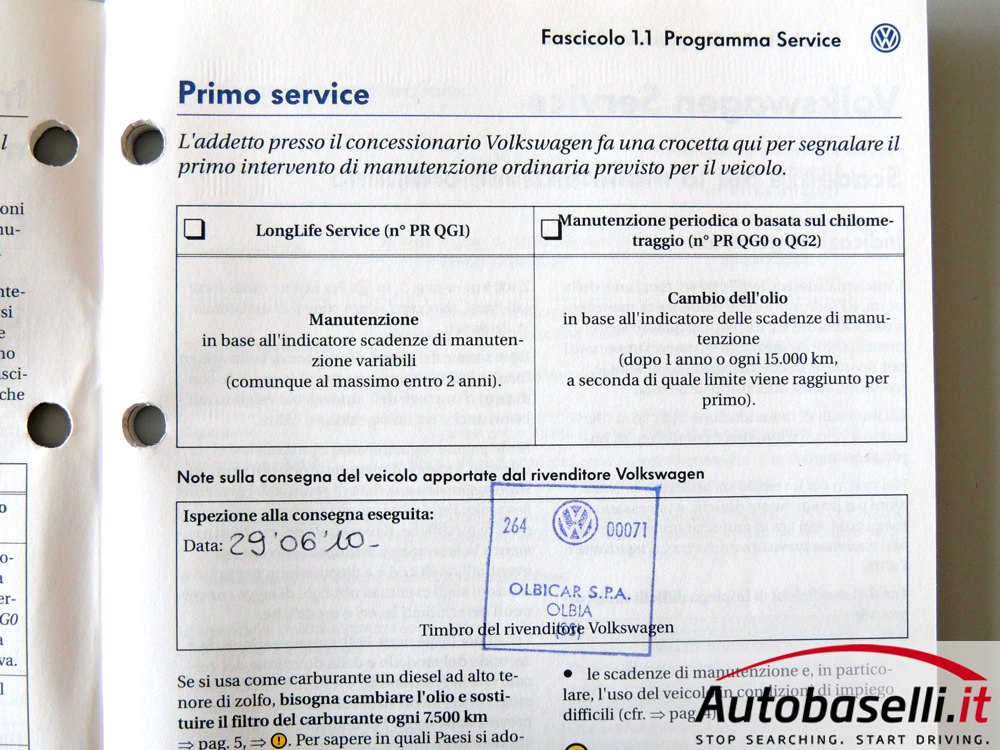 Fascicolo 1.1 Programma Service
Primo service
L'addetto presso il concessionario Volkswagen fa una crocetta qui per segnalare il
primo intervento di manutenzione ordinaria previsto per il veicolo.
LongLife Service (n° PR QG1)
Manutenzione periodica o basata sul chilome-
traggio (n° PR QG0 o QG2)
Manutenzione
in base all'indicatore scadenze di manuten-
zione variabili
(comunque al massimo entro 2 anni).
Cambio dell'olio
in base all'indicatore delle scadenze di manu-
tenzione
(dopo 1 anno o ogni 15.000 km,
a seconda di quale limite viene raggiunto per
primo).
Note sulla consegna del veicolo apportate dal rivenditore Volkswagen
Ispezione alla consegna eseguita:
Data: 29'06'10-
264 00071
OLBICAR S.P.A.
OLBIA
(SS)
Timbro del rivenditore Volkswagen
Se si usa come carburante un diesel ad alto te-
nore di zolfo, bisogna cambiare l'olio e sosti-
tuire il filtro del carburante ogni 7.500 km
⇒ pag. 5, ⇒ . Per sapere in quali Paesi si ado-
● le scadenze di manutenzione e, in partico-
lare, l'uso del veicolo in condizioni di impiego
difficili (cfr. ⇒ pag. 4)
Autobaselli.it
STOP SEARCHING. START DRIVING.